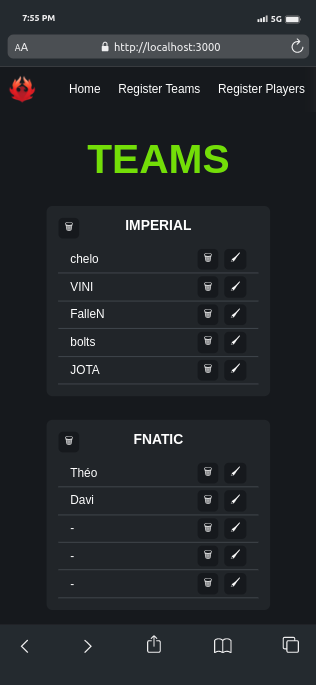 7:55 PM 5G
AA http://localhost:3000
Home Register Teams Register Players
TEAMS
IMPERIAL
chelo
VINI
FalleN
bolts
JOTA
FNATIC
Théo
Davi
-
-
-